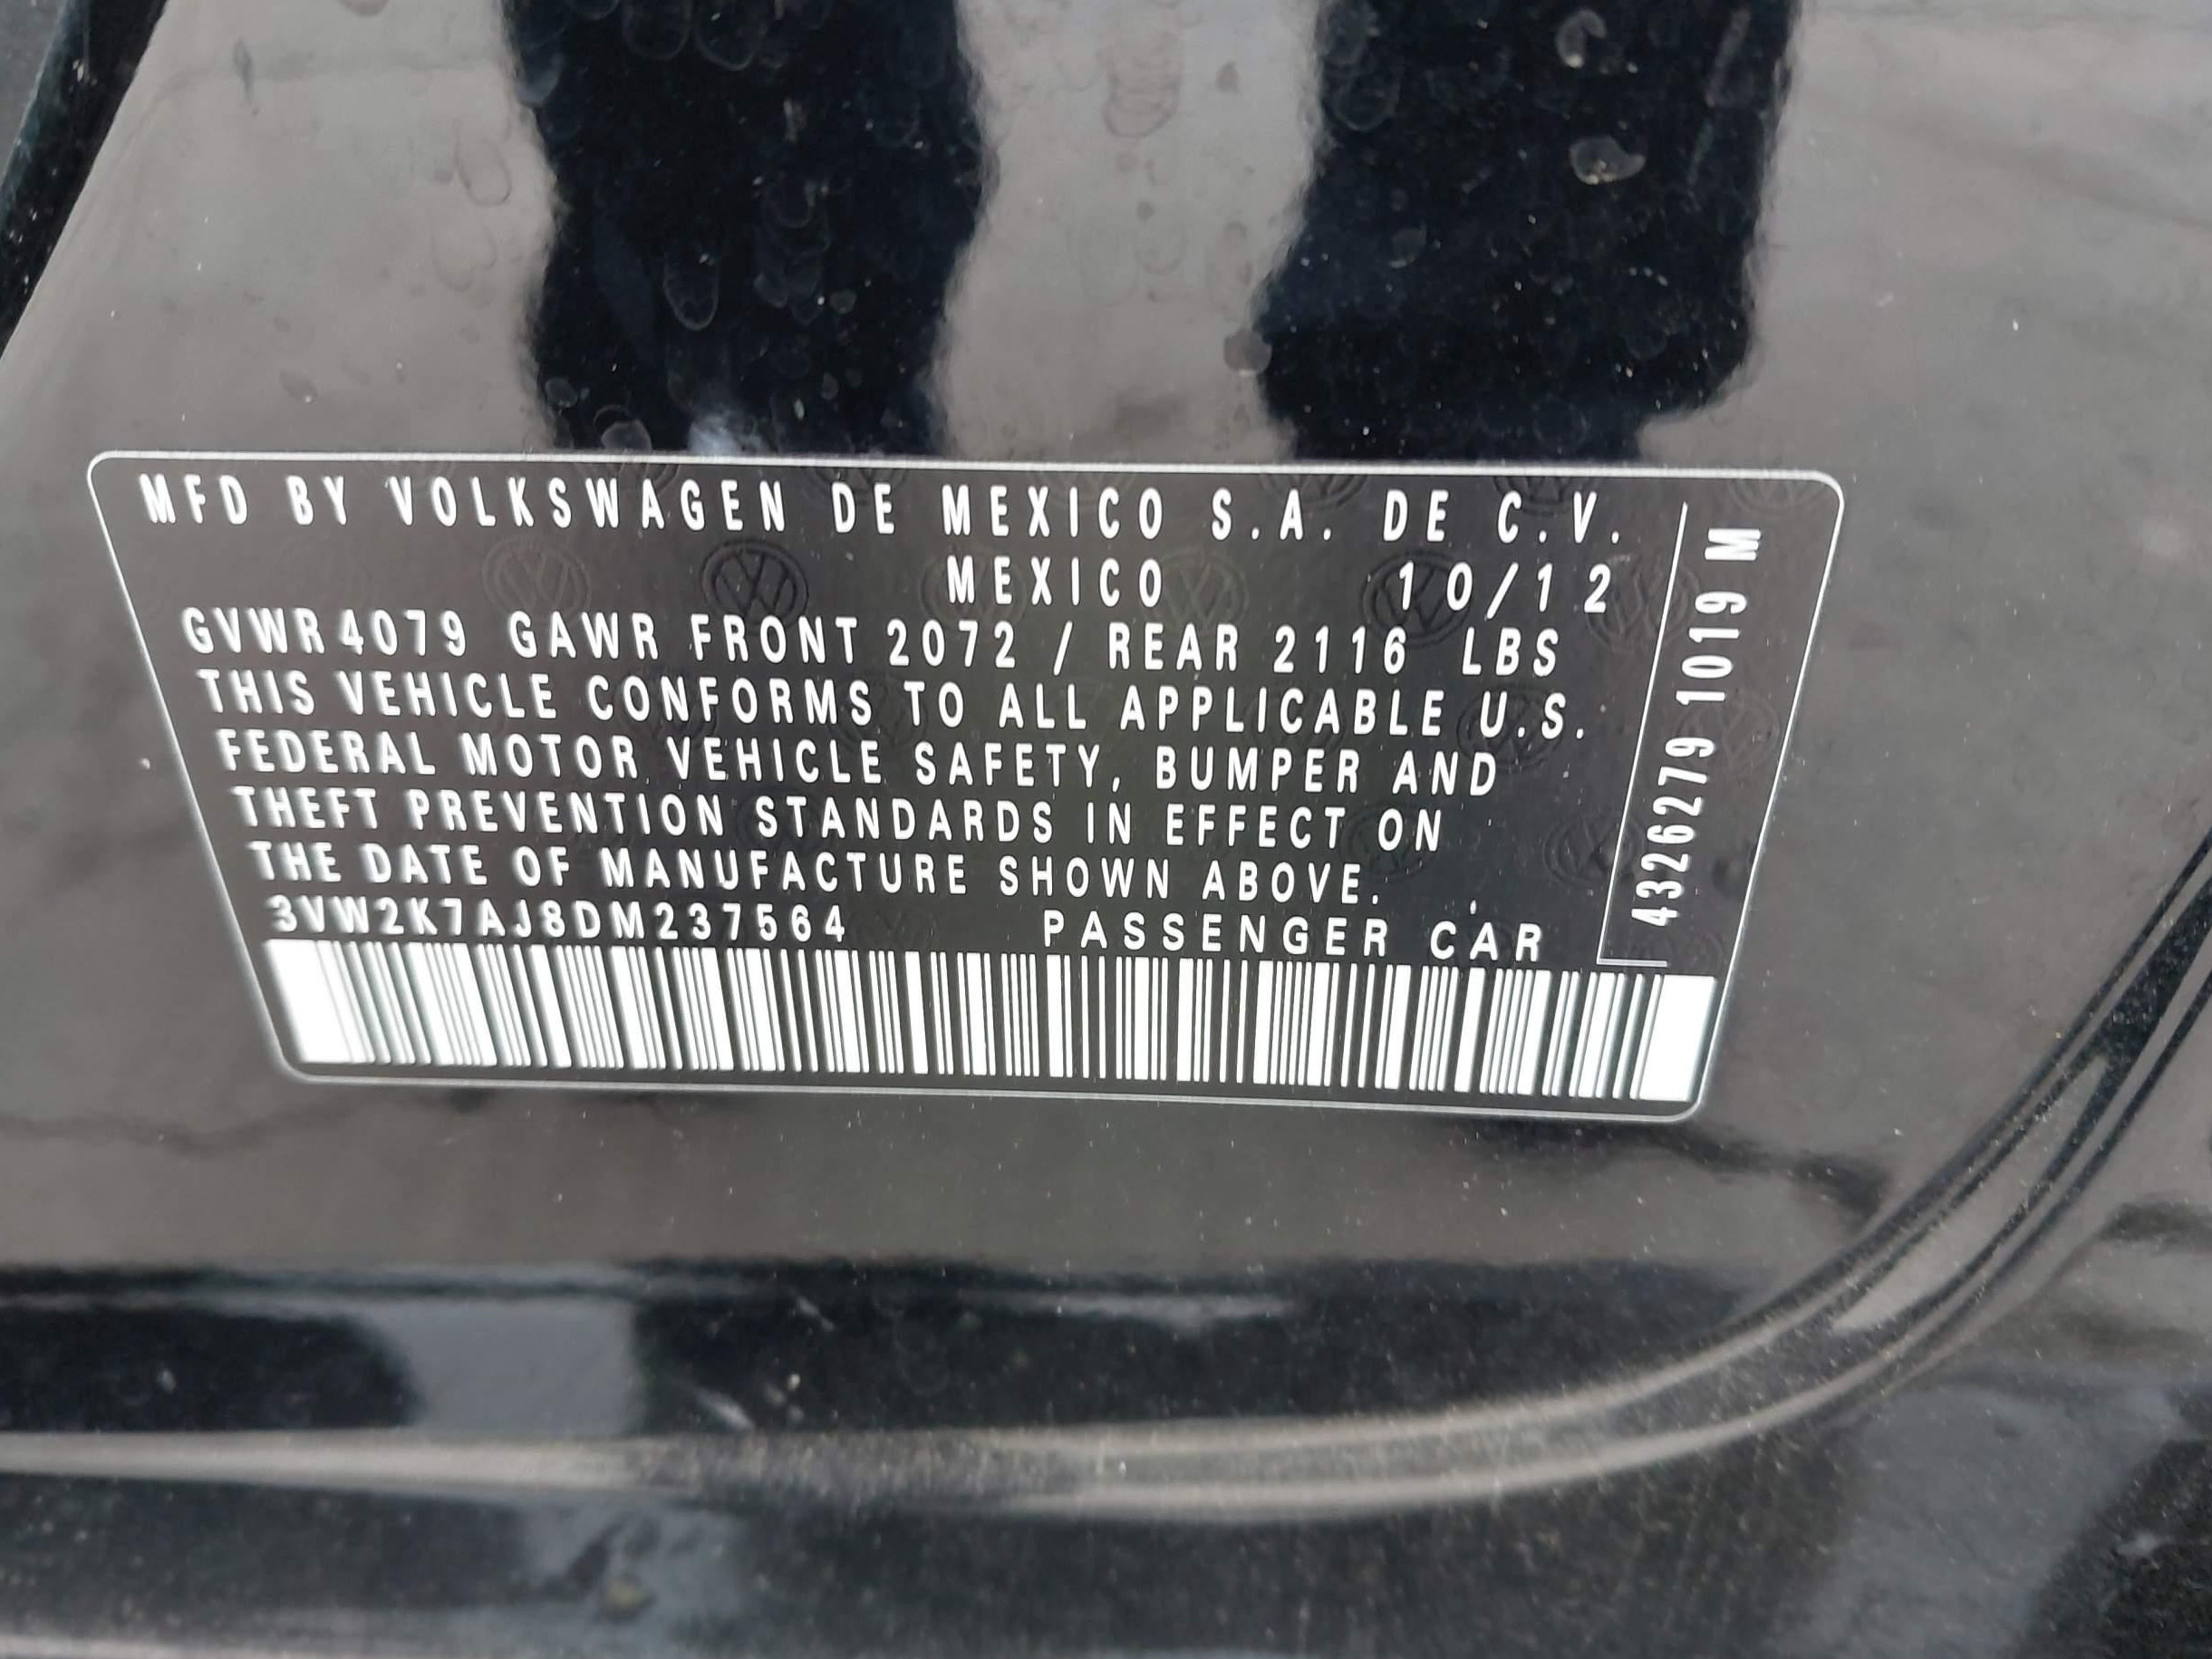 MFD BY VOLKSWAGEN DE MEXICO S.A. DE C.V.
MEXICO 10/12
GVWR 4079 GAWR FRONT 2072 / REAR 2116 LBS
THIS VEHICLE CONFORMS TO ALL APPLICABLE U.S.
FEDERAL MOTOR VEHICLE SAFETY, BUMPER AND
THEFT PREVENTION STANDARDS IN EFFECT ON
THE DATE OF MANUFACTURE SHOWN ABOVE.
3VW2K7AJ8DM237564 PASSENGER CAR
4326279 1019 M